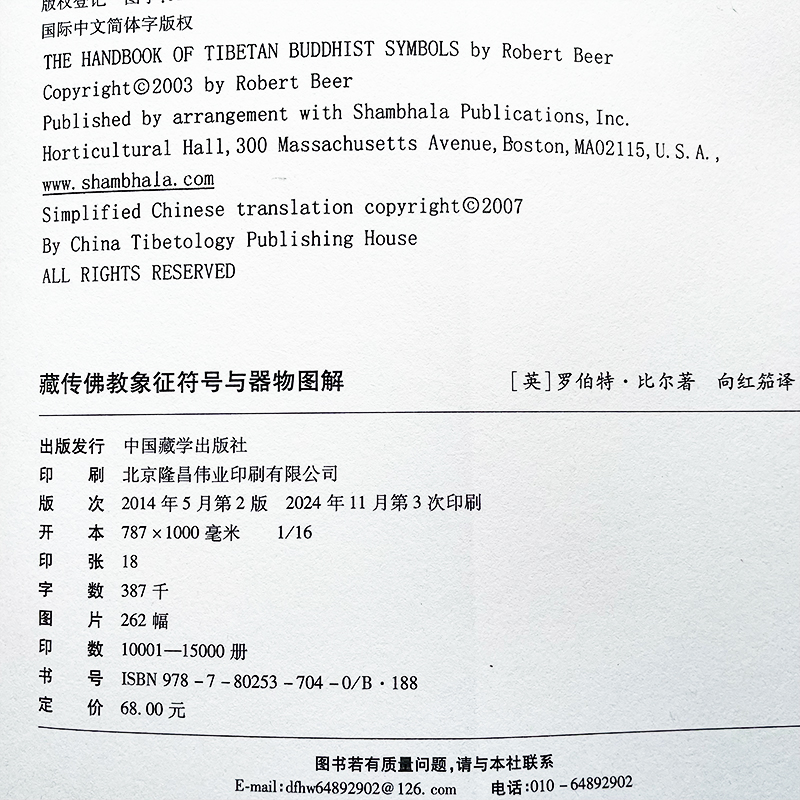 版权登记 图字
国际中文简体字版权
THE HANDBOOK OF TIBETAN BUDDHIST SYMBOLS by Robert Beer
Copyright©2003 by Robert Beer
Published by arrangement with Shambhala Publications,Inc.
Horticultural Hall,300 Massachusetts Avenue,Boston,MA02115,U.S.A.,
www.shambhala.com
Simplified Chinese translation copyright©2007
By China Tibetology Publishing House
ALL RIGHTS RESERVED
藏传佛教象征符号与器物图解 [英]罗伯特·比尔著 向红笳译
出版发行 中国藏学出版社
印 刷 北京隆昌伟业印刷有限公司
版 次 2014年5月第2版 2024年11月第3次印刷
开 本 787×1000毫米 1/16
印 张 18
字 数 387千
图 片 262幅
印 数 10001—15000册
书 号 ISBN 978-7-80253-704-0/B·188
定 价 68.00元
图书若有质量问题,请与本社联系
E-mail:dfhw64892902@126.com 电话:010-64892902